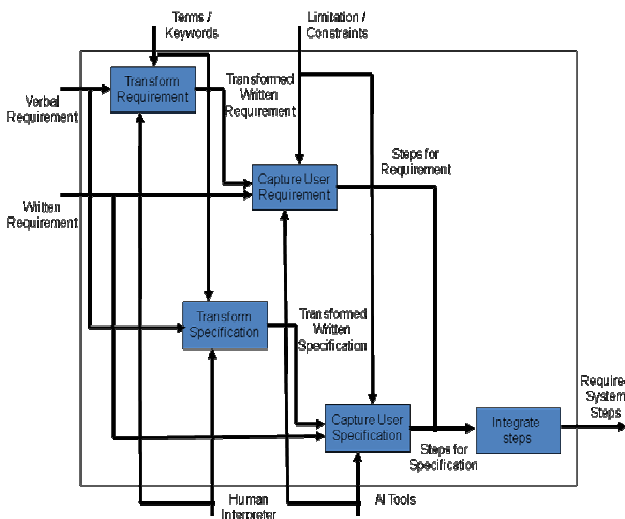 Terms /
Keywords
Limitation /
Constraints
Transform
Requirement
Transformed
Written
Requirement
Verbal
Requirement
Steps for
Requirement
Capture User
Requirement
Written
Requirement
Transform
Specification
Transformed
Written
Specification
Require
System
Steps
Capture User
Specification
Integrate
steps
Steps for
Specification
Human
Interpreter
AI Tools